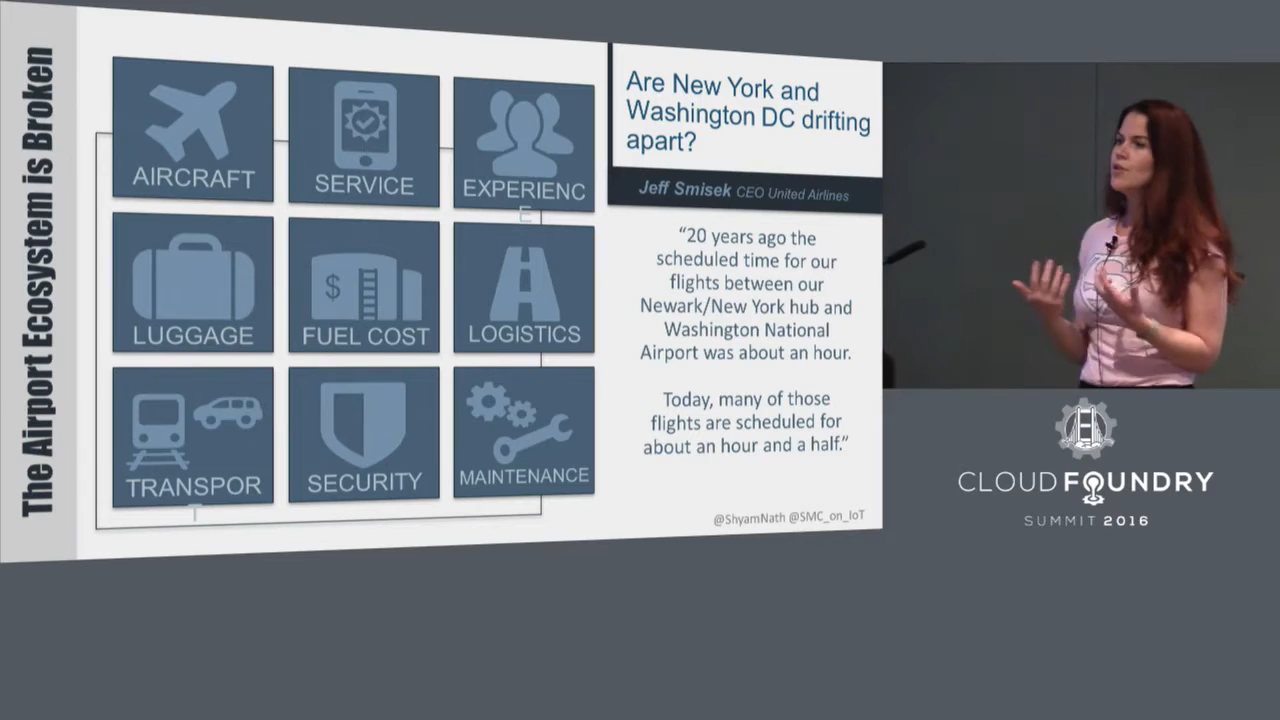 The Airport Ecosystem is Broken
AIRCRAFT
SERVICE
EXPERIENC
E
LUGGAGE
FUEL COST
$
LOGISTICS
TRANSPOR
T
SECURITY
MAINTENANCE
Are New York and
Washington DC drifting
apart?
Jeff Smisek CEO United Airlines
“20 years ago the
scheduled time for our
flights between our
Newark/New York hub and
Washington National
Airport was about an hour.
Today, many of those
flights are scheduled for
about an hour and a half.”
@ShyamNath @SMC_on_IoT
CLOUD FOUNDRY
SUMMIT 2016